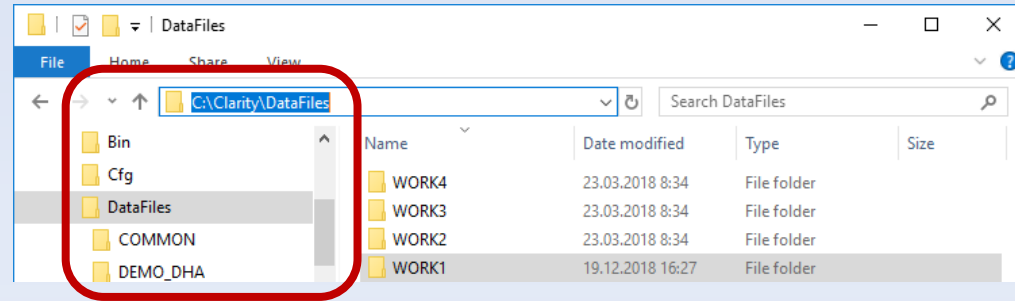 DataFiles
File Home Share View
C:\Clarity\DataFiles Search DataFiles
Bin Name Date modified Type Size
Cfg WORK4 23.03.2018 8:34 File folder
DataFiles WORK3 23.03.2018 8:34 File folder
COMMON WORK2 23.03.2018 8:34 File folder
DEMO_DHA WORK1 19.12.2018 16:27 File folder